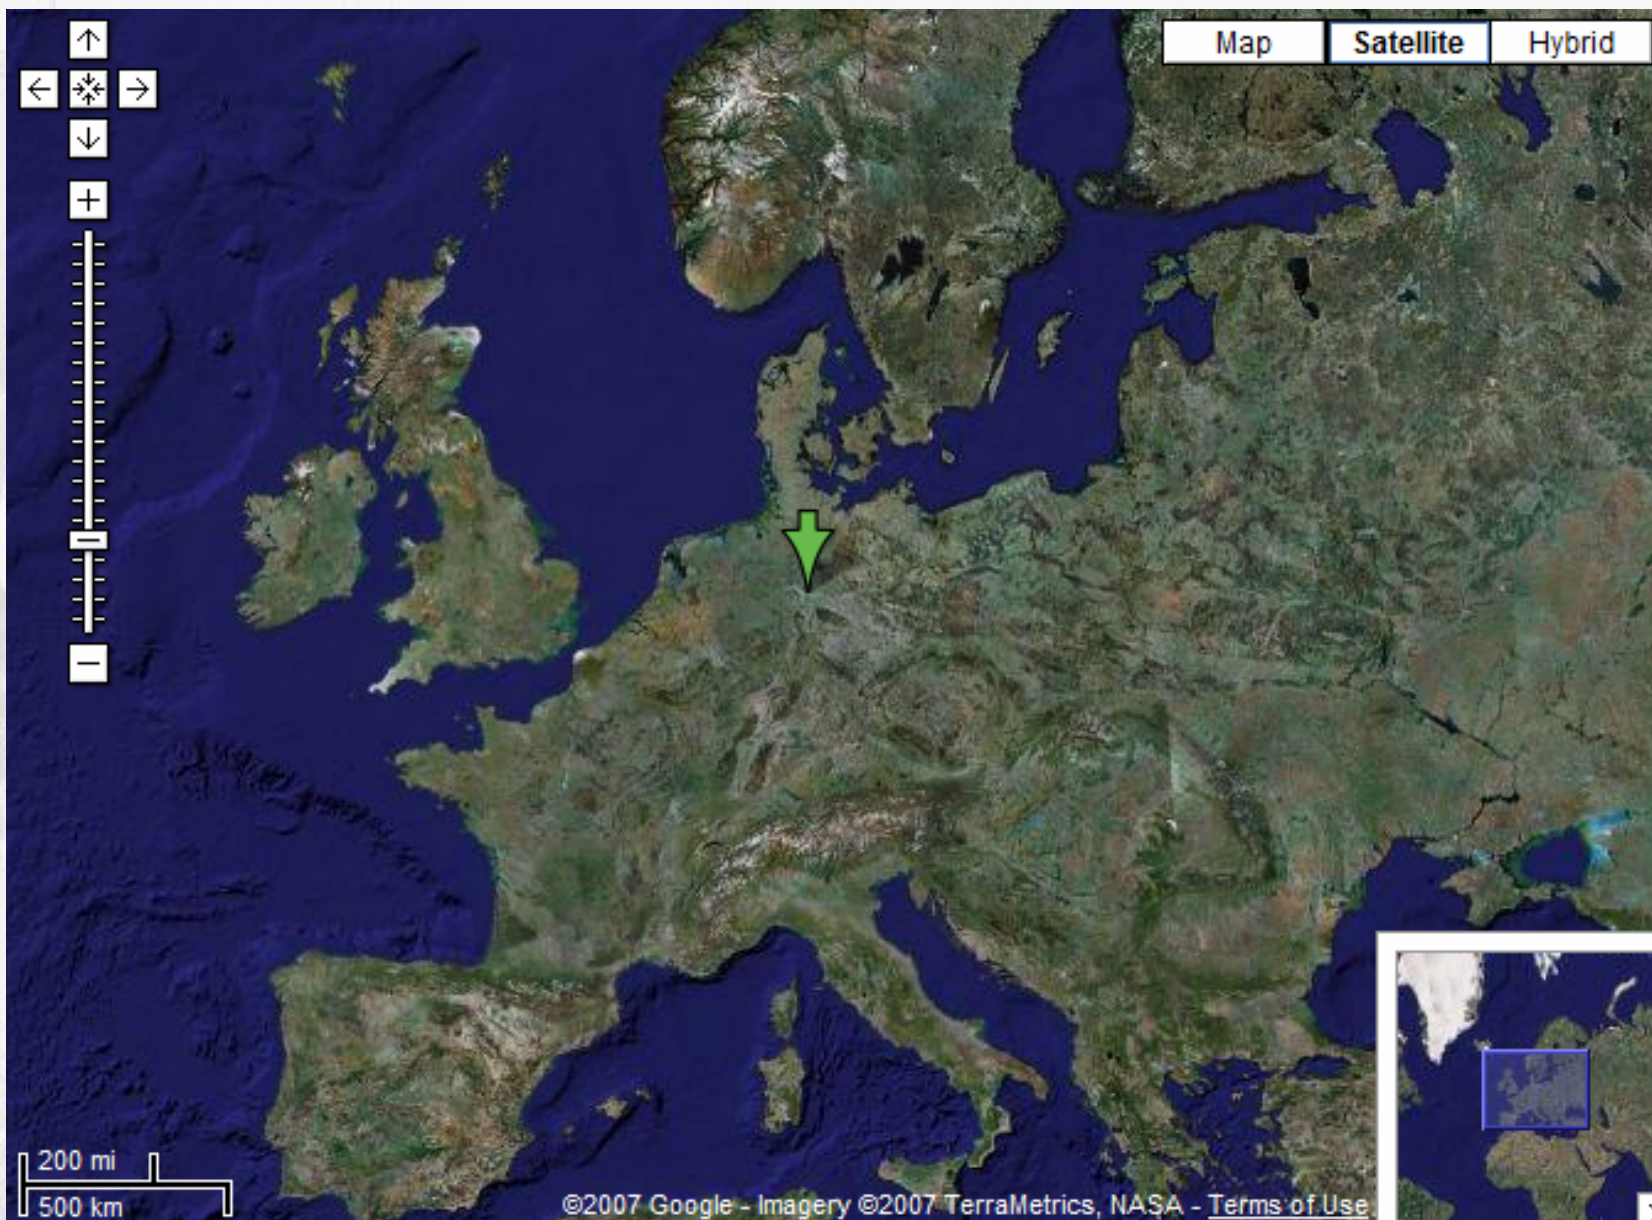 Map
Satellite
Hybrid
200 mi
500 km
©2007 Google - Imagery ©2007 TerraMetrics, NASA - Terms of Use